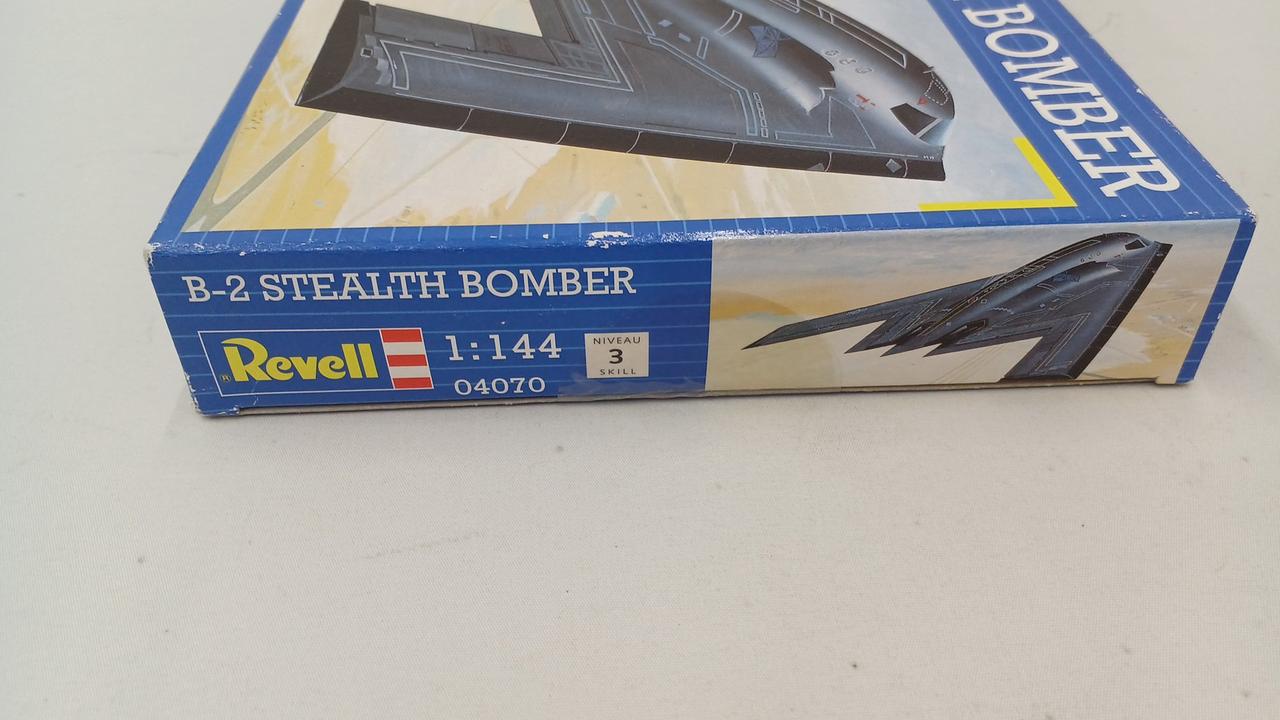 BOMBER
B-2 STEALTH BOMBER
Revell
®
1:144
04070
NIVEAU
3
SKILL